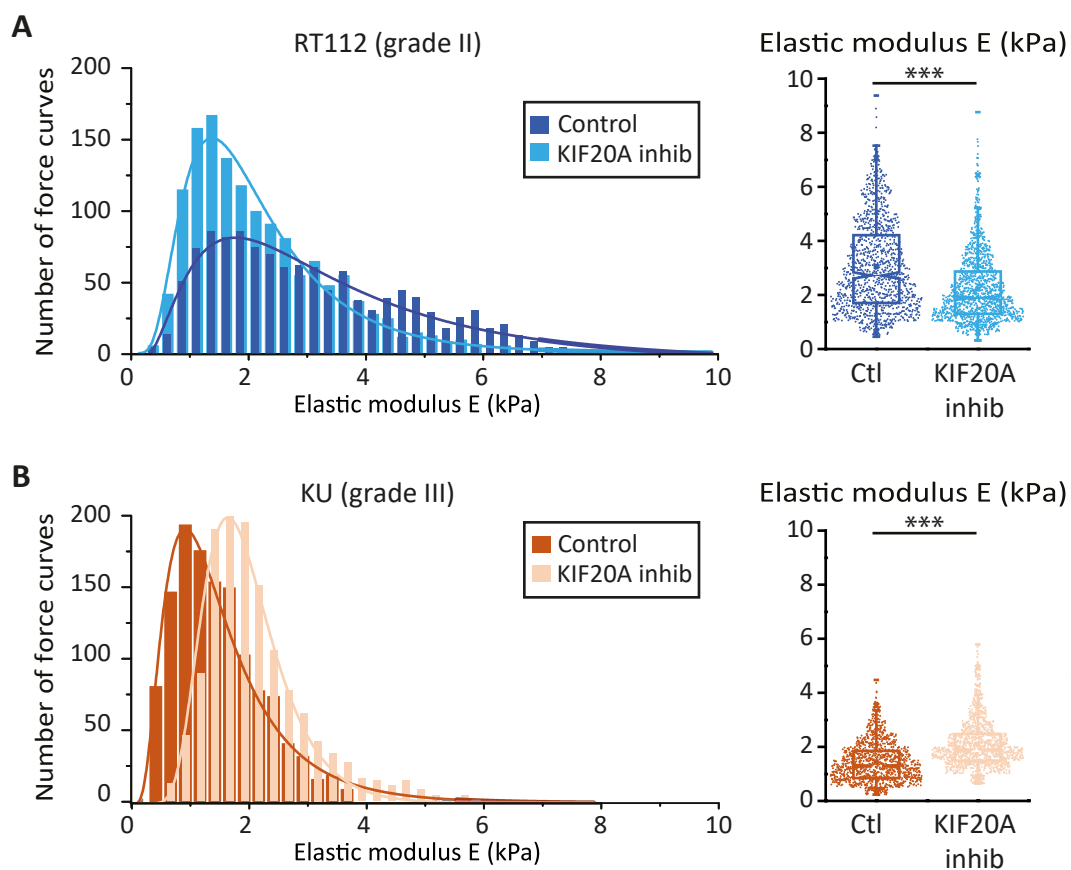 A
RT112 (grade II)
200
150
100
50
0
Number of force curves
Control
KIF20A inhib
0 2 4 6 8 10
Elastic modulus E (kPa)
Elastic modulus E (kPa)
***
10
8
6
4
2
0
Ctl KIF20A
inhib
B
KU (grade III)
200
150
100
50
0
Number of force curves
Control
KIF20A inhib
0 2 4 6 8 10
Elastic modulus E (kPa)
Elastic modulus E (kPa)
***
10
8
6
4
2
0
Ctl KIF20A
inhib